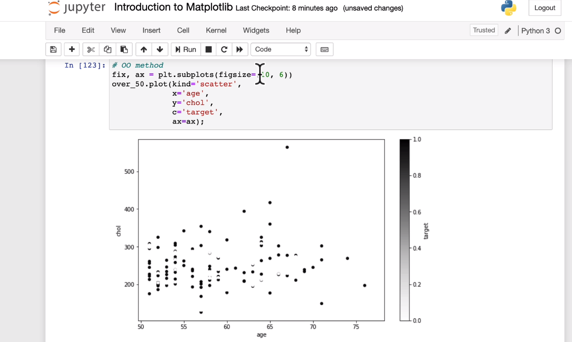 jupyter Introduction to Matplotlib Last Checkpoint: 8 minutes ago (unsaved changes) Logout
File Edit View Insert Cell Kernel Widgets Help Trusted Python 3
Run Code
In [123]: # OO method
fix, ax = plt.subplots(figsize=(10, 6))
over_50.plot(kind='scatter',
x='age',
y='chol',
c='target',
ax=ax);
500
400
300
200
chol
50 55 60 65 70 75
age
1.0
0.8
0.6
0.4
0.2
0.0
target